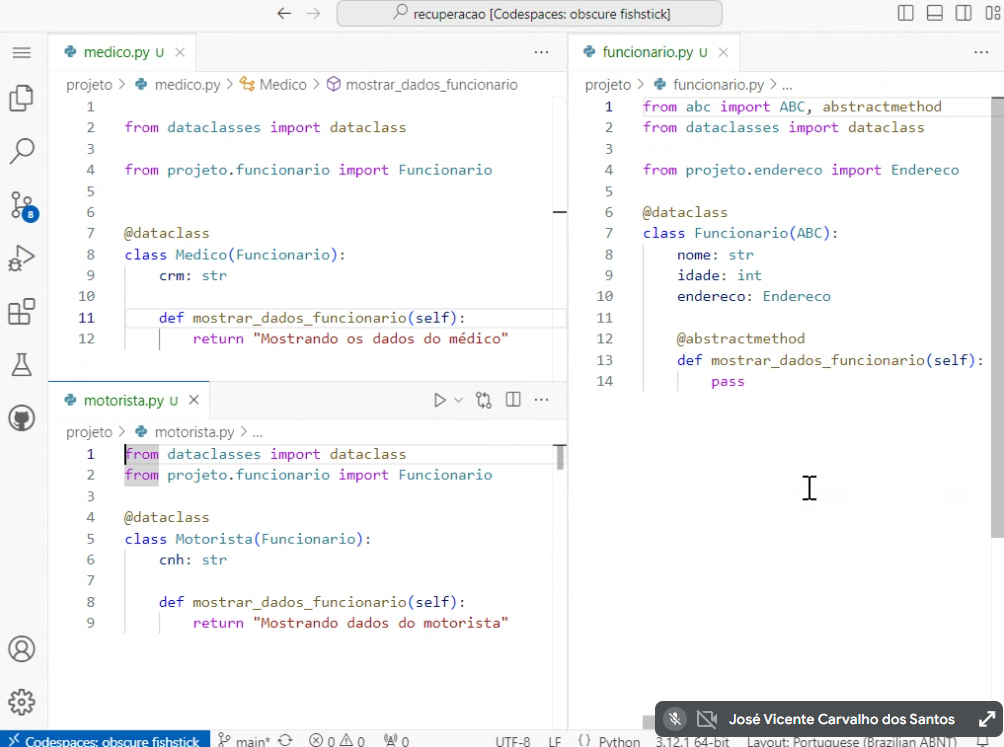 recuperacao [Codespaces: obscure fishstick]
medico.py U
projeto > medico.py > Medico > mostrar_dados_funcionario
1
2 from dataclasses import dataclass
3
4 from projeto.funcionario import Funcionario
5
6
7 @dataclass
8 class Medico(Funcionario):
9 crm: str
10
11 def mostrar_dados_funcionario(self):
12 return "Mostrando os dados do médico"
motorista.py U
projeto > motorista.py > ...
1 from dataclasses import dataclass
2 from projeto.funcionario import Funcionario
3
4 @dataclass
5 class Motorista(Funcionario):
6 cnh: str
7
8 def mostrar_dados_funcionario(self):
9 return "Mostrando dados do motorista"
funcionario.py U
projeto > funcionario.py > ...
1 from abc import ABC, abstractmethod
2 from dataclasses import dataclass
3
4 from projeto.endereco import Endereco
5
6 @dataclass
7 class Funcionario(ABC):
8 nome: str
9 idade: int
10 endereco: Endereco
11
12 @abstractmethod
13 def mostrar_dados_funcionario(self):
14 pass
8
José Vicente Carvalho dos Santos
Codespaces: obscure fishstick main* 0 0 0 UTF-8 LF {} Python 3.12.1 64-bit Layout: Portuguese (Brazilian ABNT)